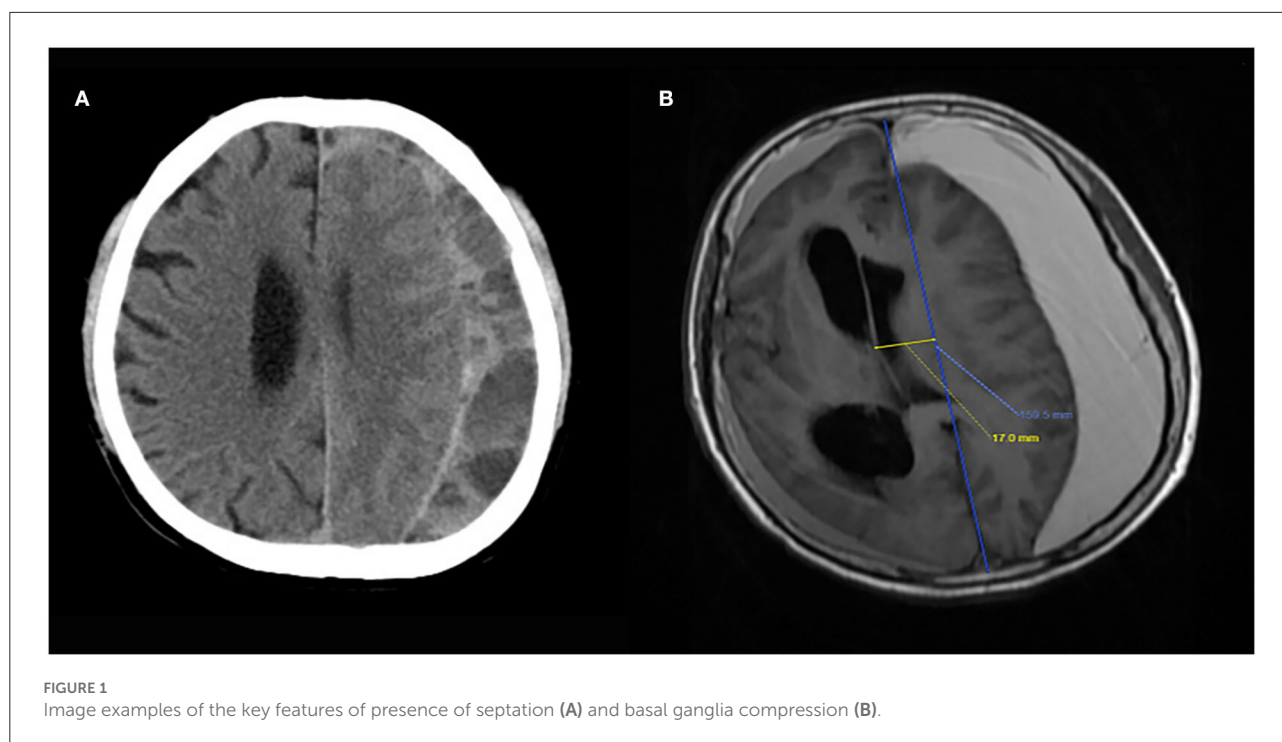 A
B
159.5 mm
17.0 mm
FIGURE 1
Image examples of the key features of presence of septation (A) and basal ganglia compression (B).